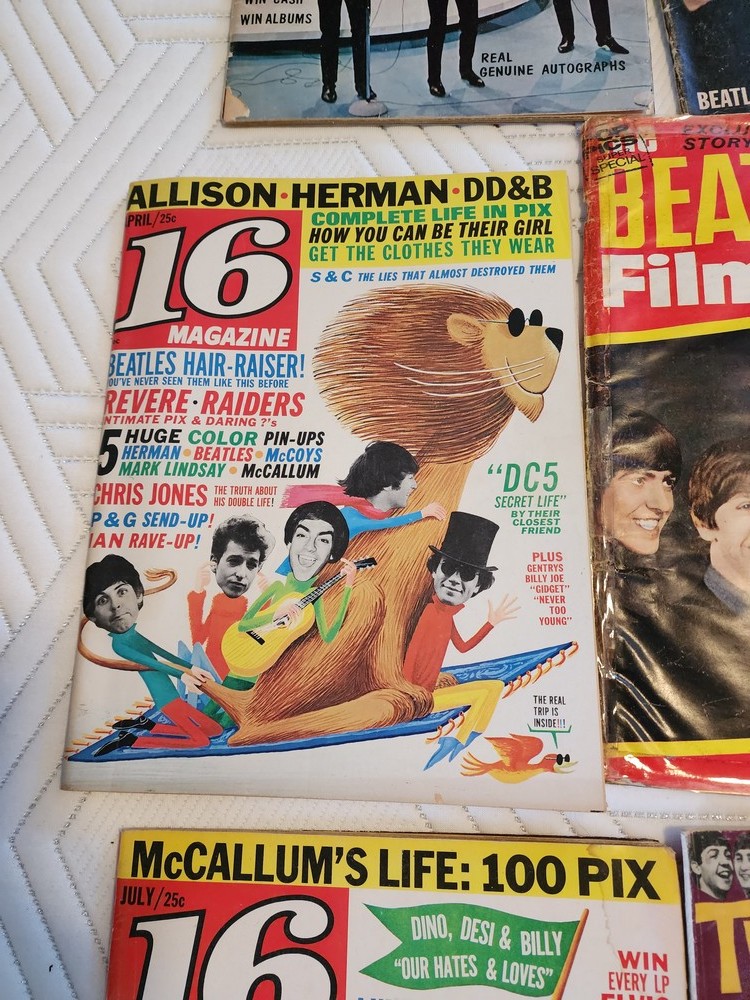 WIN ALBUMS
REAL
GENUINE AUTOGRAPHS
BEATL
ALLISON • HERMAN • DD&B
PRIL/25c
COMPLETE LIFE IN PIX
HOW YOU CAN BE THEIR GIRL
GET THE CLOTHES THEY WEAR
16
MAGAZINE
S & C THE LIES THAT ALMOST DESTROYED THEM
BEATLES HAIR-RAISER!
YOU'VE NEVER SEEN THEM LIKE THIS BEFORE
REVERE • RAIDERS
NTIMATE PIX & DARING ?'s
5 HUGE COLOR PIN-UPS
HERMAN • BEATLES • McCOYS
MARK LINDSAY • McCALLUM
CHRIS JONES THE TRUTH ABOUT
HIS DOUBLE LIFE!
P & G SEND-UP!
IAN RAVE-UP!
"DC5
SECRET LIFE"
BY THEIR
CLOSEST
FRIEND
PLUS
GENTRYS
BILLY JOE
"GIDGET"
"NEVER
TOO
YOUNG"
THE REAL
TRIP IS
INSIDE!!!
STORY
SUPER
SPECIAL
BEA
Film
McCALLUM'S LIFE: 100 PIX
JULY/25c
16
DINO, DESI & BILLY
"OUR HATES & LOVES"
WIN
EVERY LP